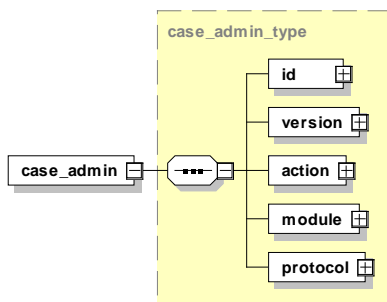 case_admin_type
id
version
case_admin
action
module
protocol